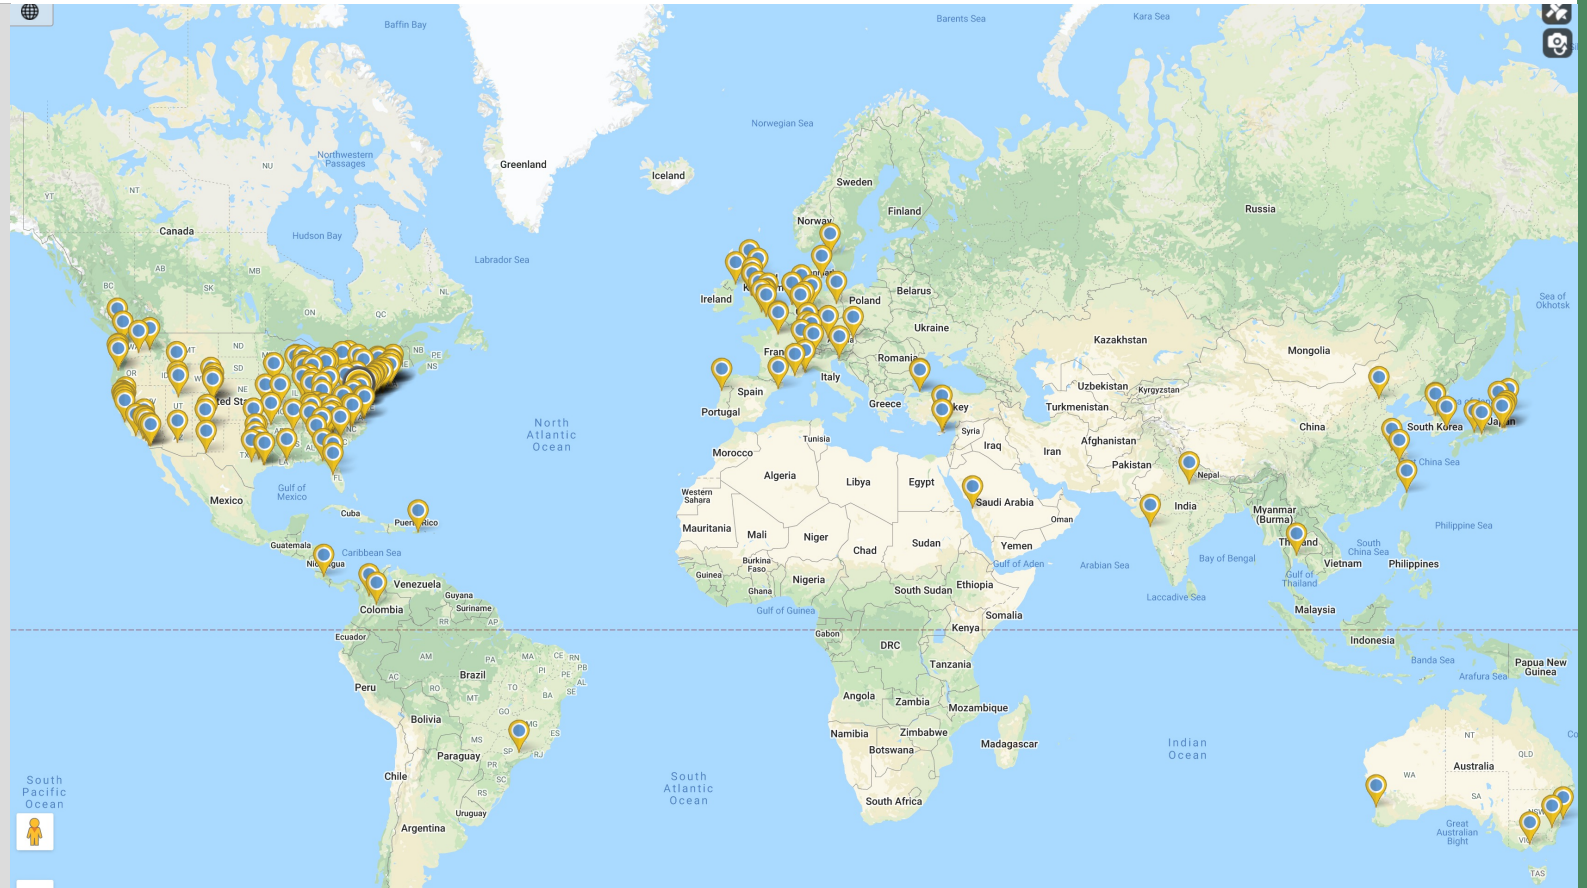 Baffin Bay
Barents Sea
Kara Sea
Norwegian Sea
Northwestern
Passages
NU
Greenland
Iceland
NT
YT
Sweden
Finland
Norway
Russia
Canada
Hudson Bay
Labrador Sea
AB
MB
SK
BC
NL
ON
QC
Ireland
Poland
Belarus
Sea of
Okhotsk
Ukraine
Kazakhstan
Mongolia
ND
MT
NB
PE
NS
SD
OR
NE
UT
Romania
Italy
Spain
Portugal
Greece
Uzbekistan
Kyrgyzstan
Turkmenistan
China
South Korea
Japan
North
Atlantic
Ocean
Tunisia
Syria
Iraq
Iran
Afghanistan
Pakistan
Nepal
East China Sea
Morocco
Algeria
Libya
Egypt
LA
FL
Gulf of
Mexico
Mexico
Western
Sahara
Saudi Arabia
India
Oman
Cuba
Puerto Rico
Mauritania
Mali
Niger
Chad
Sudan
Yemen
Myanmar
(Burma)
Thailand
Philippine Sea
Guatemala
Nicaragua
Caribbean Sea
Burkina
Faso
Gulf of Aden
Arabian Sea
Bay of Bengal
South
China Sea
Vietnam
Philippines
Guinea
Ghana
Nigeria
South Sudan
Ethiopia
Gulf of
Thailand
Laccadive Sea
Venezuela
Guyana
Suriname
Colombia
Gulf of Guinea
Somalia
Malaysia
RR
AP
Ecuador
Gabon
Kenya
DRC
Indonesia
Banda Sea
Arafura Sea
Papua New
Guinea
AM
PA
MA
CE
RN
PB
PI
PE
AL
SE
Brazil
TO
AC
RO
MT
BA
Peru
Tanzania
Angola
Zambia
Mozambique
GO
MG
Bolivia
ES
MS
SP
RJ
Namibia
Zimbabwe
Botswana
Madagascar
Indian
Ocean
NT
QLD
Australia
WA
SA
Paraguay
PR
SC
Chile
RS
Uruguay
Argentina
South
Pacific
Ocean
South
Atlantic
Ocean
South Africa
Great
Australian
Bight
TAS